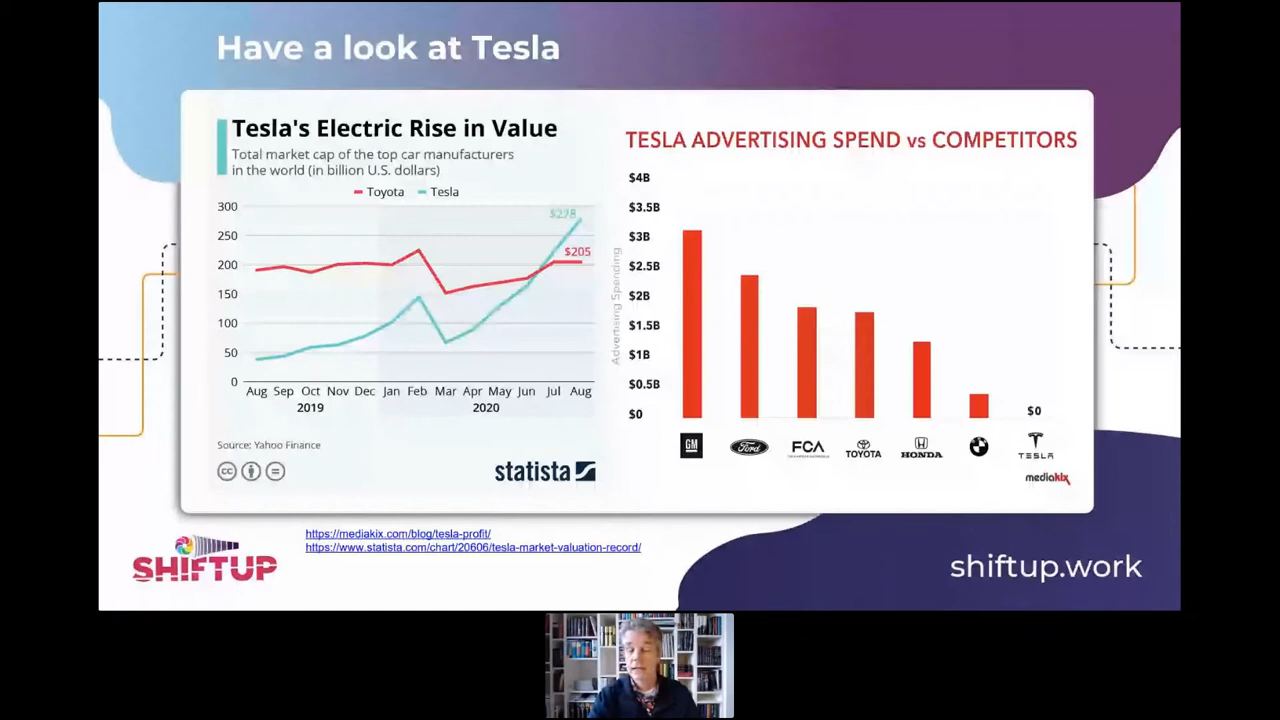 Have a look at Tesla
Tesla's Electric Rise in Value
Total market cap of the top car manufacturers
in the world (in billion U.S. dollars)
Toyota Tesla
300
250
200
150
100
50
0
$228
$205
Aug Sep Oct Nov Dec Jan Feb Mar Apr May Jun Jul Aug
2019 2020
Source: Yahoo Finance
cc
statista
TESLA ADVERTISING SPEND vs COMPETITORS
Advertising Spending
$4B
$3.5B
$3B
$2.5B
$2B
$1.5B
$1B
$0.5B
$0
$0
GM Ford FCA TOYOTA HONDA TESLA
mediakix
https://mediakix.com/blog/tesla-profit/
https://www.statista.com/chart/20606/tesla-market-valuation-record/
SHIFTUP
shiftup.work